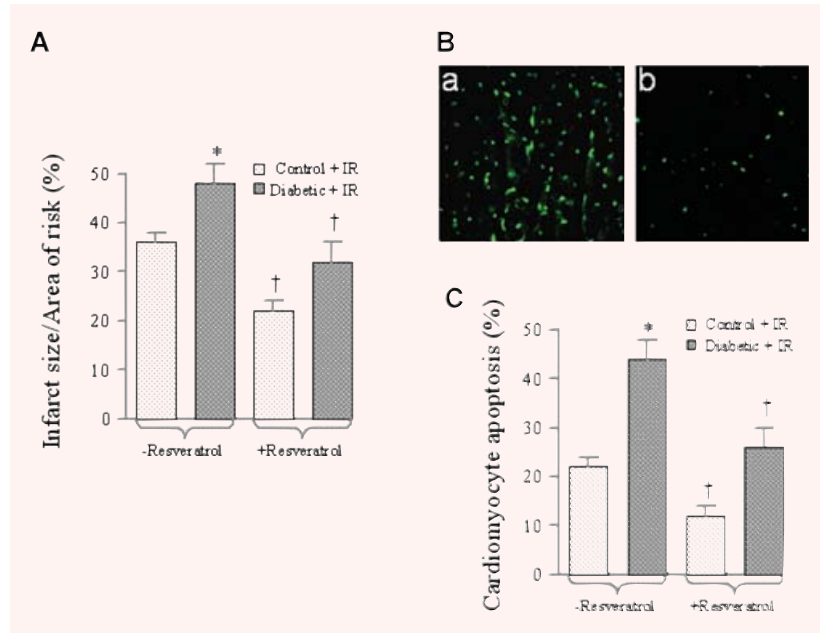 A
Infarct size/Area of risk (%)
50
40
30
20
10
0
*
†
†
Control + IR
Diabetic + IR
-Resveratrol
+Resveratrol
B
a
b
C
Cardiomyocyte apoptosis (%)
50
40
30
20
10
0
*
†
†
Control + IR
Diabetic + IR
-Resveratrol
+Resveratrol